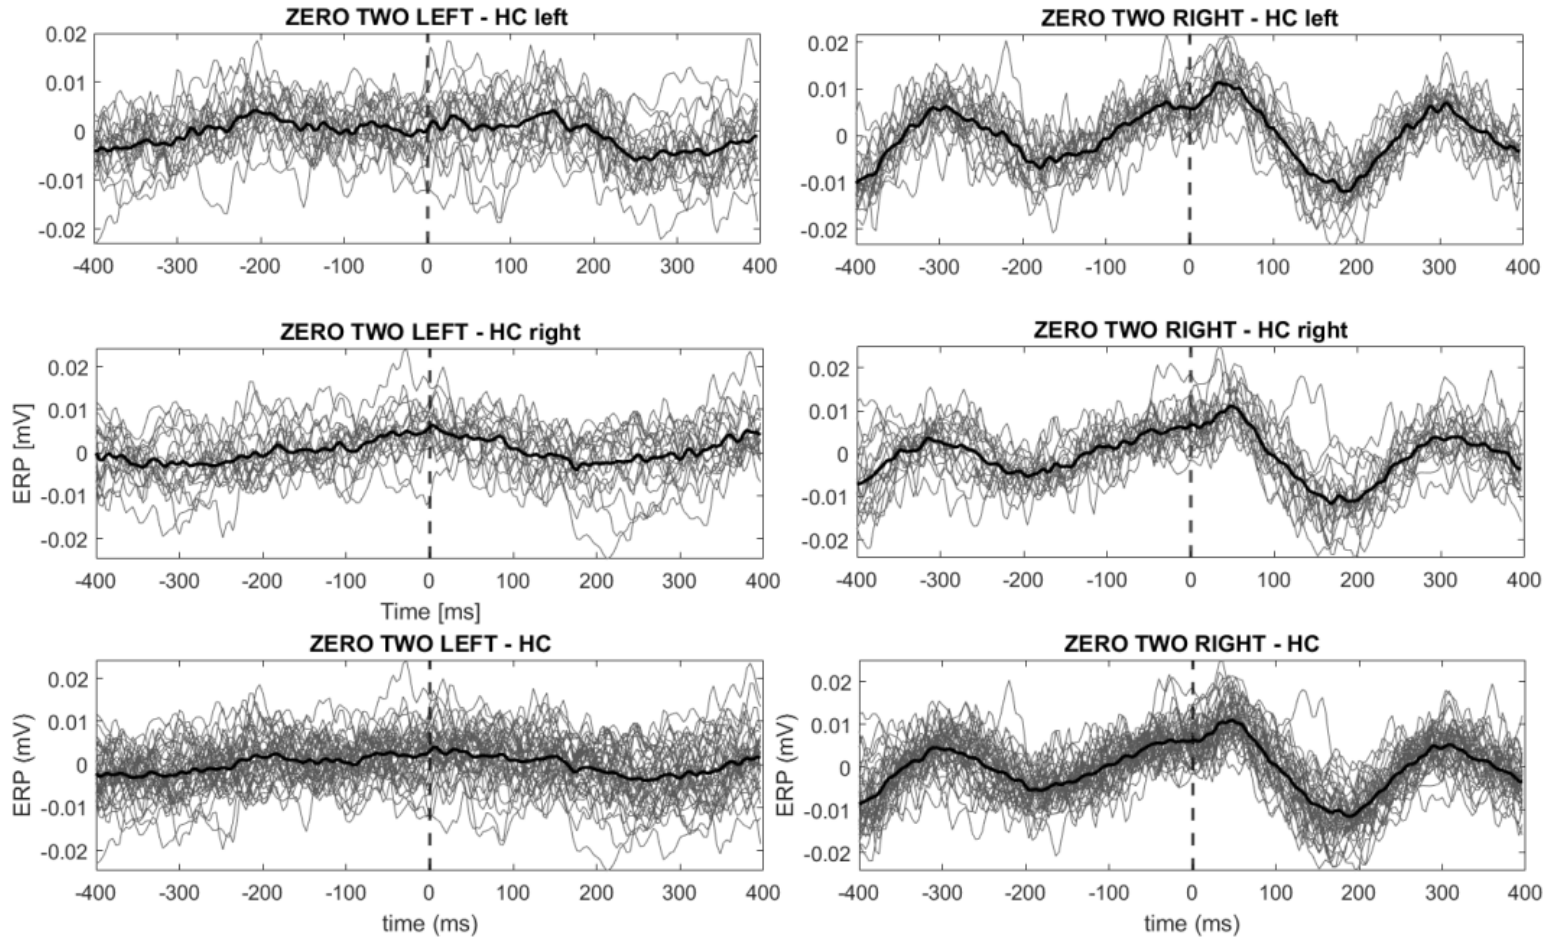 ZERO TWO LEFT - HC left
0.02
0.01
0
-0.01
-0.02
-400 -300 -200 -100 0 100 200 300 400
ZERO TWO RIGHT - HC left
0.02
0.01
0
-0.01
-0.02
-400 -300 -200 -100 0 100 200 300 400
ZERO TWO LEFT - HC right
ERP [mV]
0.02
0.01
0
-0.01
-0.02
-400 -300 -200 -100 0 100 200 300 400
Time [ms]
ZERO TWO RIGHT - HC right
0.02
0.01
0
-0.01
-0.02
-400 -300 -200 -100 0 100 200 300 400
ZERO TWO LEFT - HC
ERP (mV)
0.02
0.01
0
-0.01
-0.02
-400 -300 -200 -100 0 100 200 300 400
time (ms)
ZERO TWO RIGHT - HC
ERP (mV)
0.02
0.01
0
-0.01
-0.02
-400 -300 -200 -100 0 100 200 300 400
time (ms)